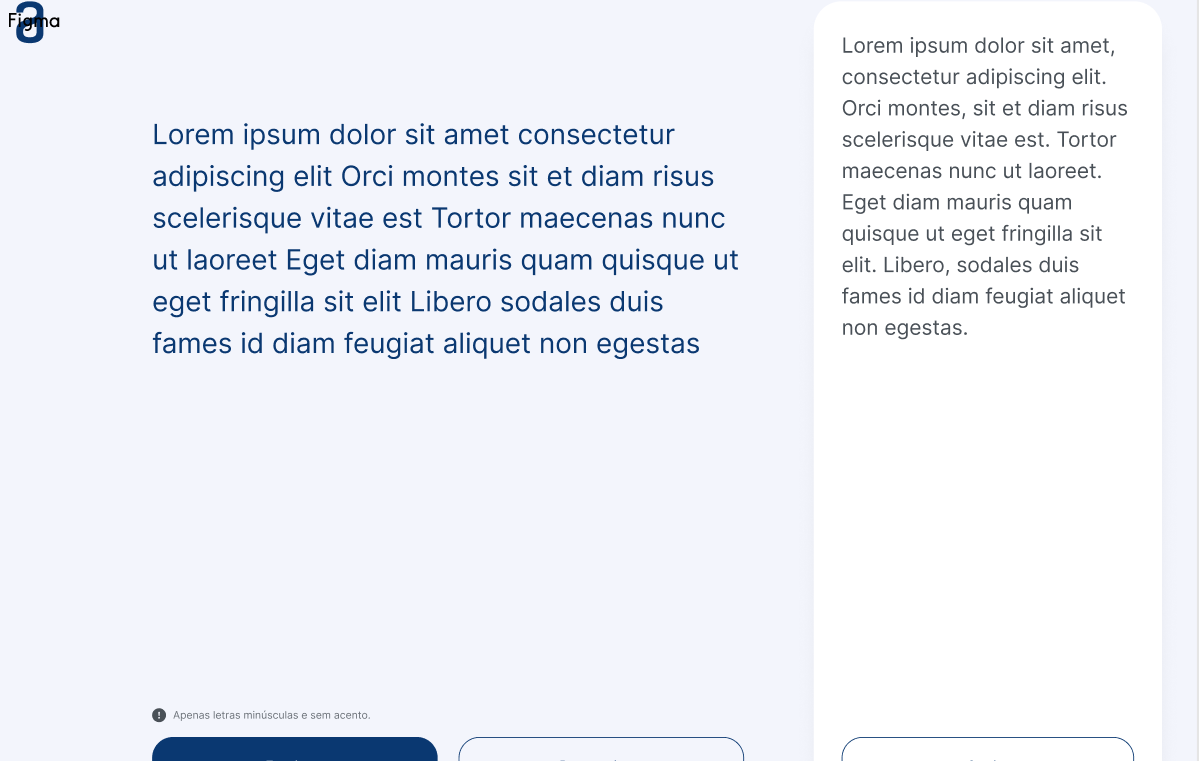 Figma
a
Lorem ipsum dolor sit amet consectetur
adipiscing elit Orci montes sit et diam risus
scelerisque vitae est Tortor maecenas nunc
ut laoreet Eget diam mauris quam quisque ut
eget fringilla sit elit Libero sodales duis
fames id diam feugiat aliquet non egestas
Apenas letras minúsculas e sem acento.
Lorem ipsum dolor sit amet,
consectetur adipiscing elit.
Orci montes, sit et diam risus
scelerisque vitae est. Tortor
maecenas nunc ut laoreet.
Eget diam mauris quam
quisque ut eget fringilla sit
elit. Libero, sodales duis
fames id diam feugiat aliquet
non egestas.